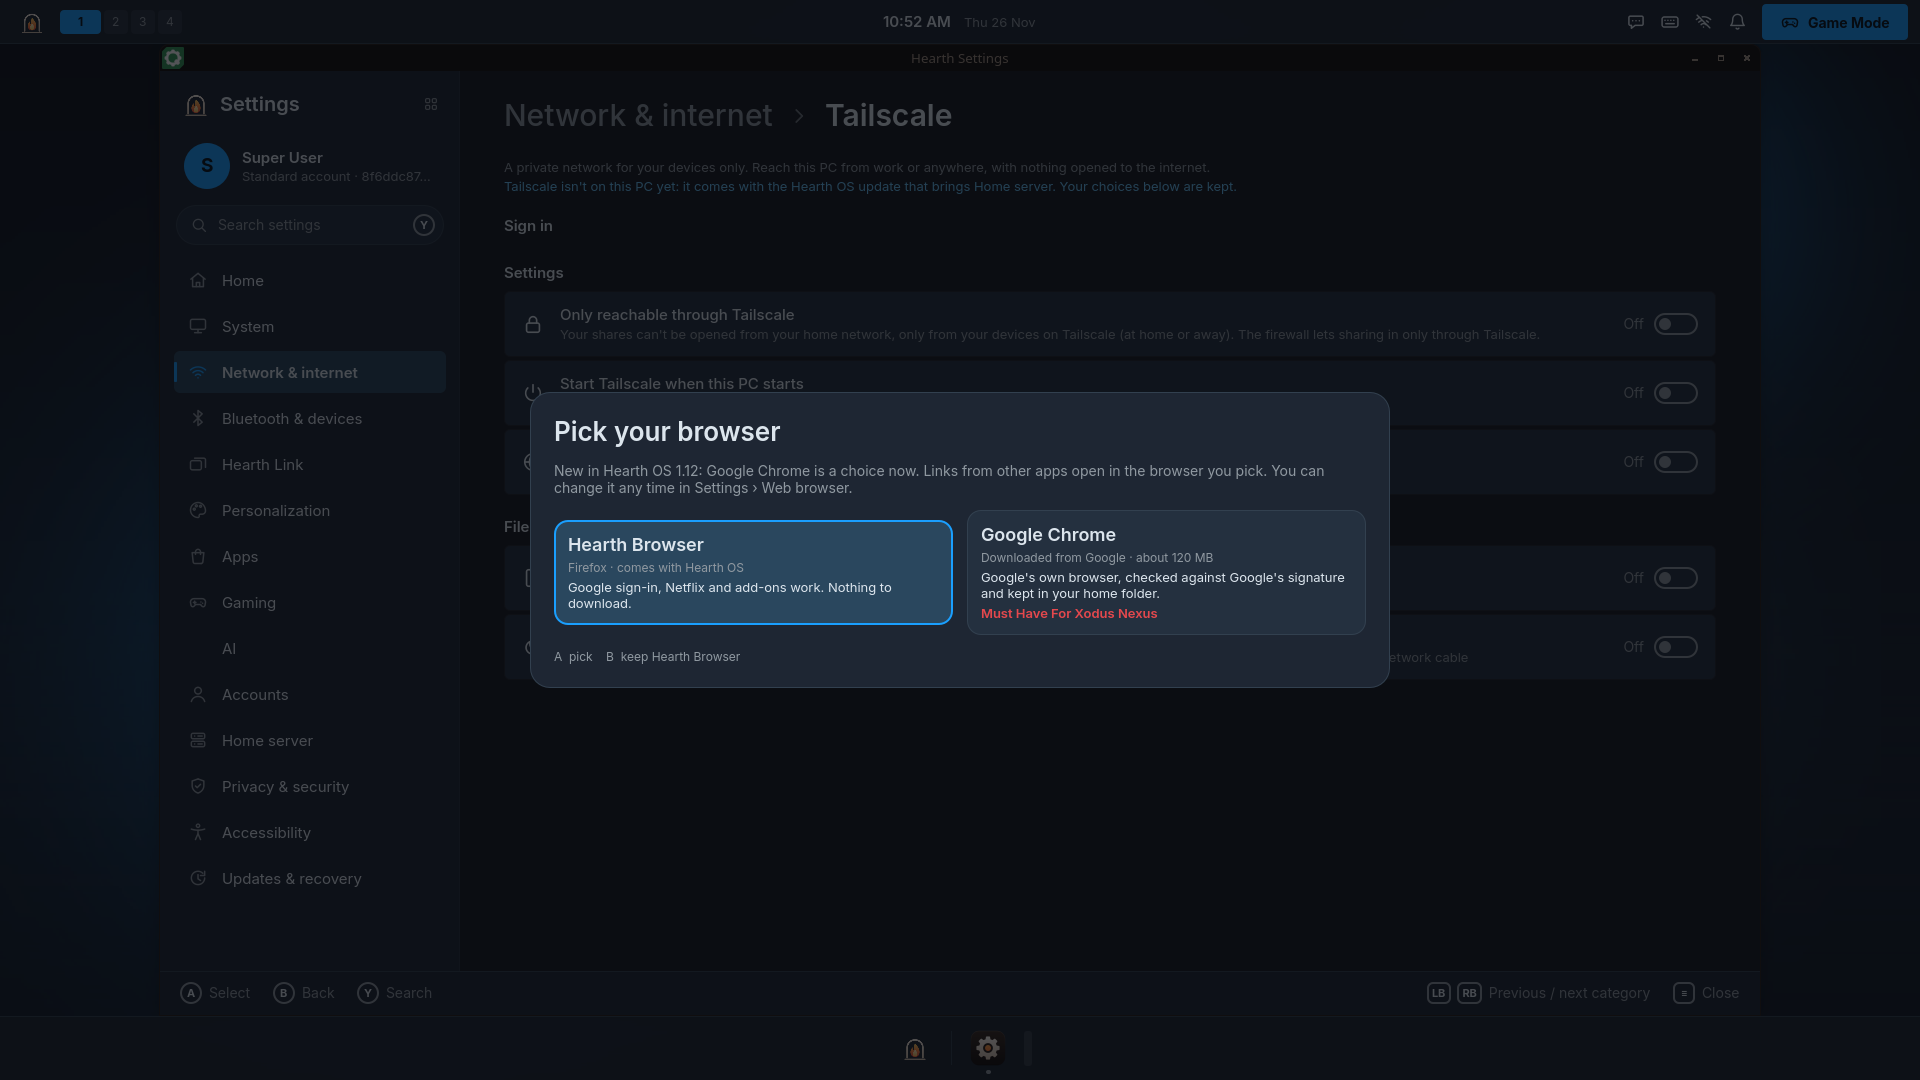 1 2 3 4
10:52 AM Thu 26 Nov
Game Mode
Hearth Settings
Settings
S
Super User
Standard account · 8f6ddc87...
Search settings
Y
Home
System
Network & internet
Bluetooth & devices
Hearth Link
Personalization
Apps
Gaming
AI
Accounts
Home server
Privacy & security
Accessibility
Updates & recovery
Network & internet › Tailscale
A private network for your devices only. Reach this PC from work or anywhere, with nothing opened to the internet.
Tailscale isn't on this PC yet: it comes with the Hearth OS update that brings Home server. Your choices below are kept.
Sign in
Settings
Only reachable through Tailscale
Your shares can't be opened from your home network, only from your devices on Tailscale (at home or away). The firewall lets sharing in only through Tailscale.
Off
Start Tailscale when this PC starts
Off
Off
File
Off
etwork cable
Off
Pick your browser
New in Hearth OS 1.12: Google Chrome is a choice now. Links from other apps open in the browser you pick. You can
change it any time in Settings › Web browser.
Hearth Browser
Firefox · comes with Hearth OS
Google sign-in, Netflix and add-ons work. Nothing to
download.
Google Chrome
Downloaded from Google · about 120 MB
Google's own browser, checked against Google's signature
and kept in your home folder.
Must Have For Xodus Nexus
A pick B keep Hearth Browser
A Select B Back Y Search
LB RB Previous / next category ≡ Close